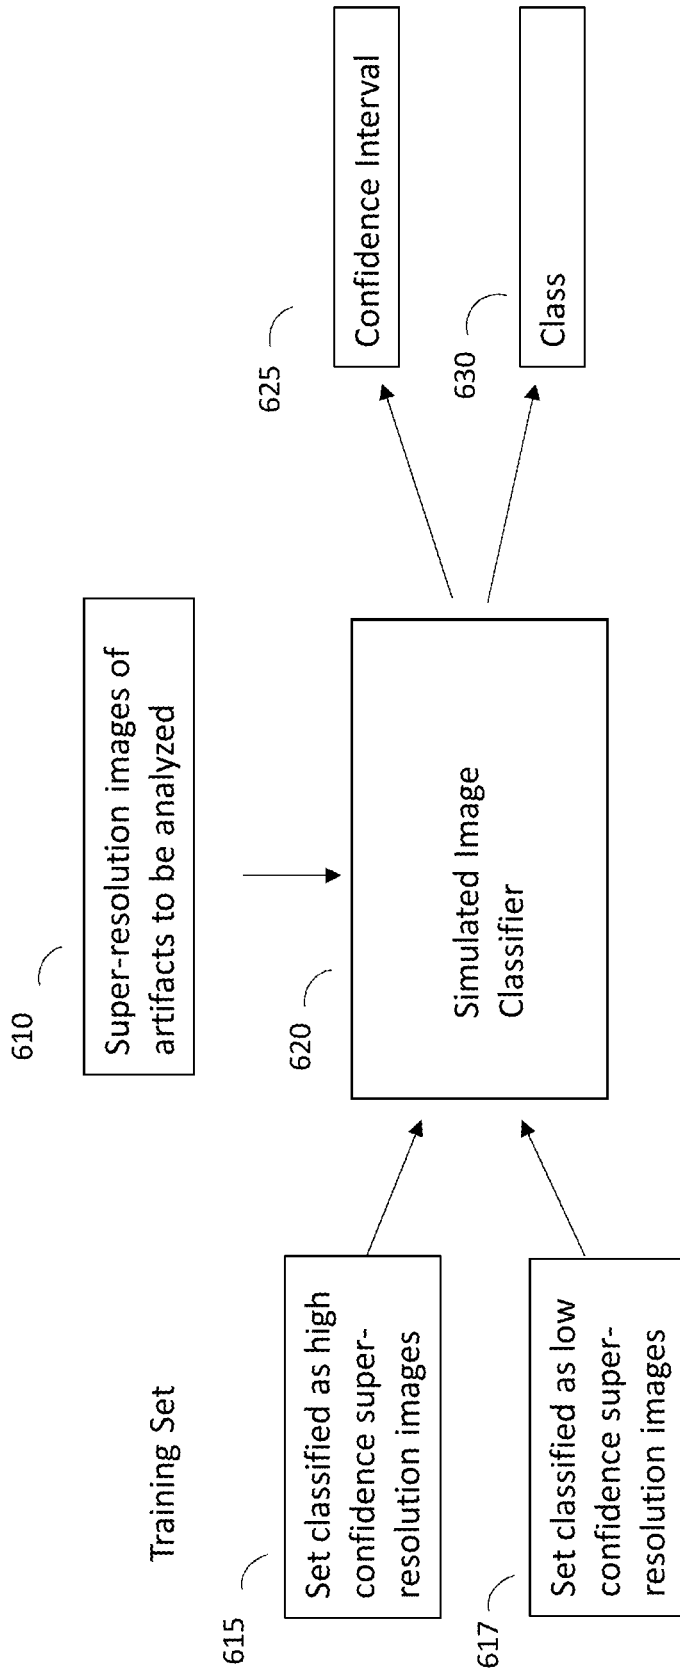 610
Super-resolution images of
artifacts to be analyzed
Training Set
615
Set classified as high
confidence super-
resolution images
617
Set classified as low
confidence super-
resolution images
620
Simulated Image
Classifier
625
Confidence Interval
630
Class